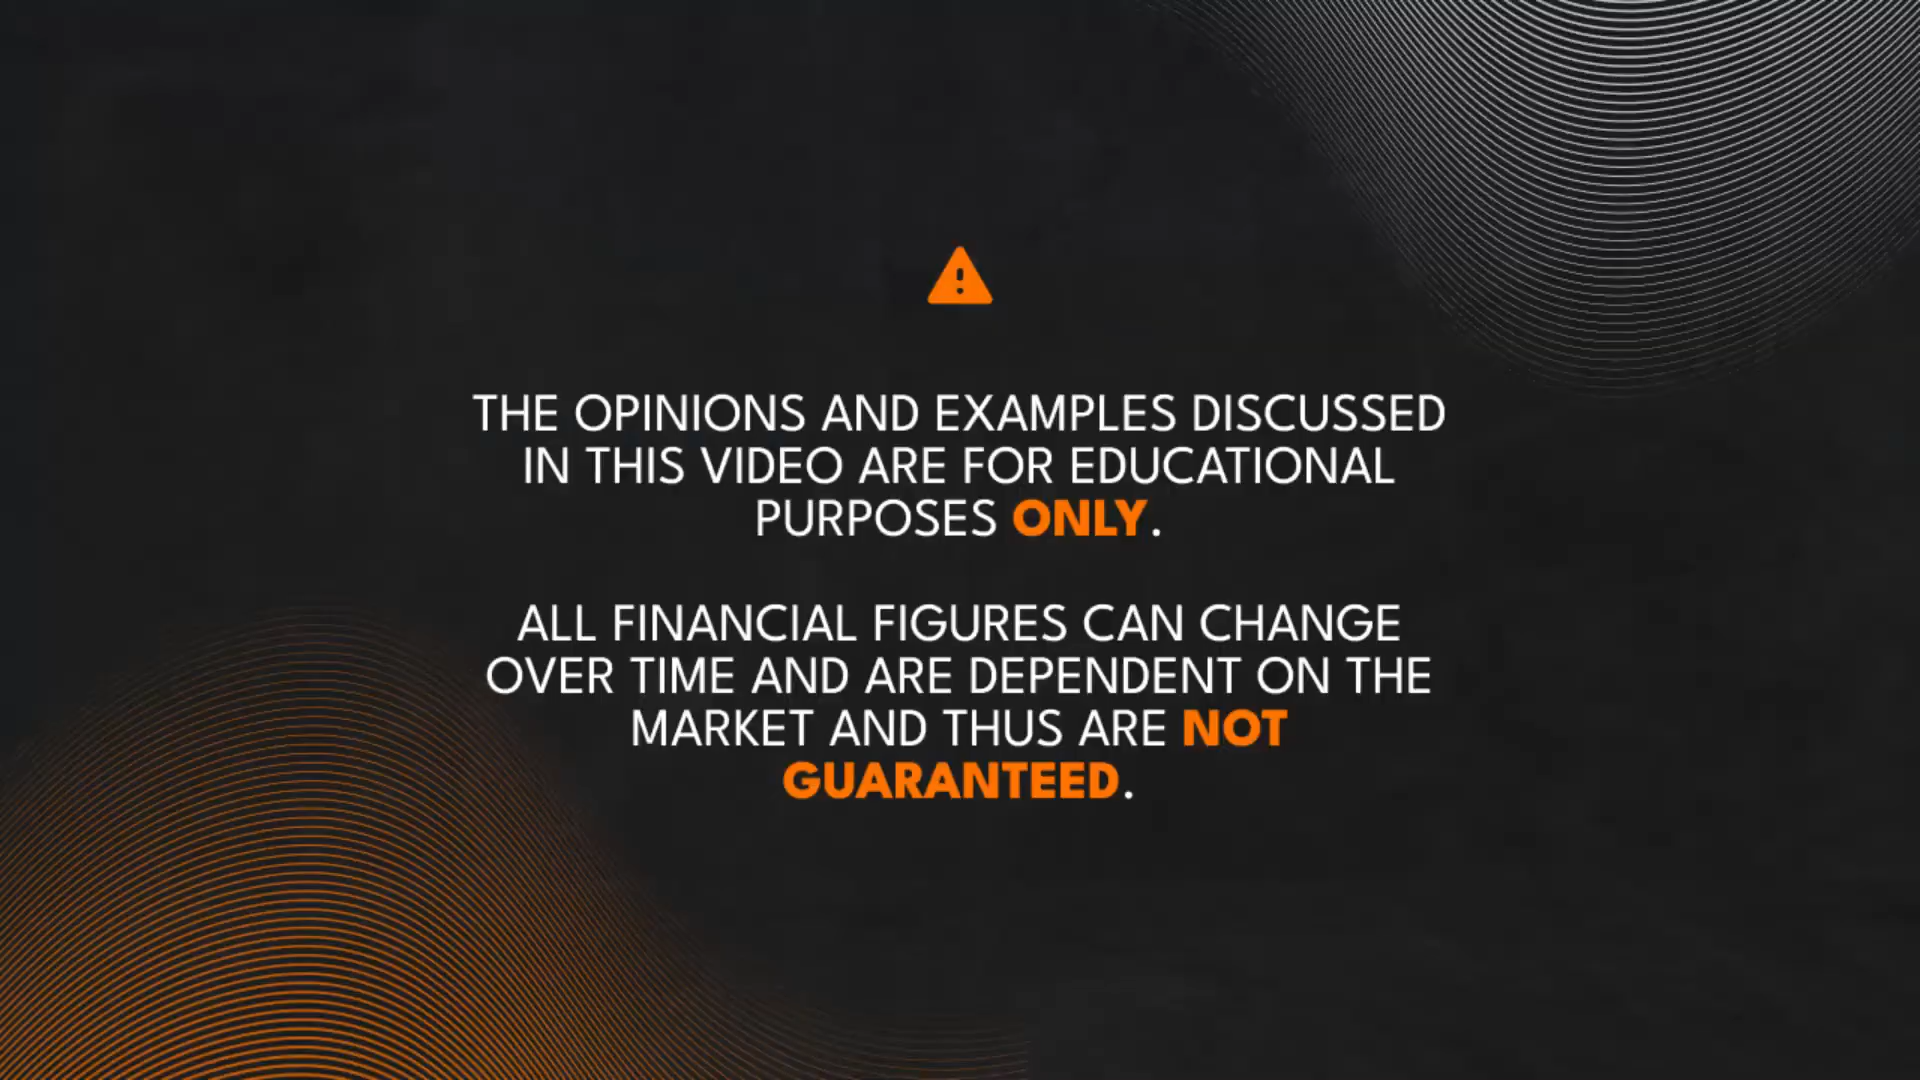 THE OPINIONS AND EXAMPLES DISCUSSED
IN THIS VIDEO ARE FOR EDUCATIONAL
PURPOSES ONLY.
ALL FINANCIAL FIGURES CAN CHANGE
OVER TIME AND ARE DEPENDENT ON THE
MARKET AND THUS ARE NOT
GUARANTEED.